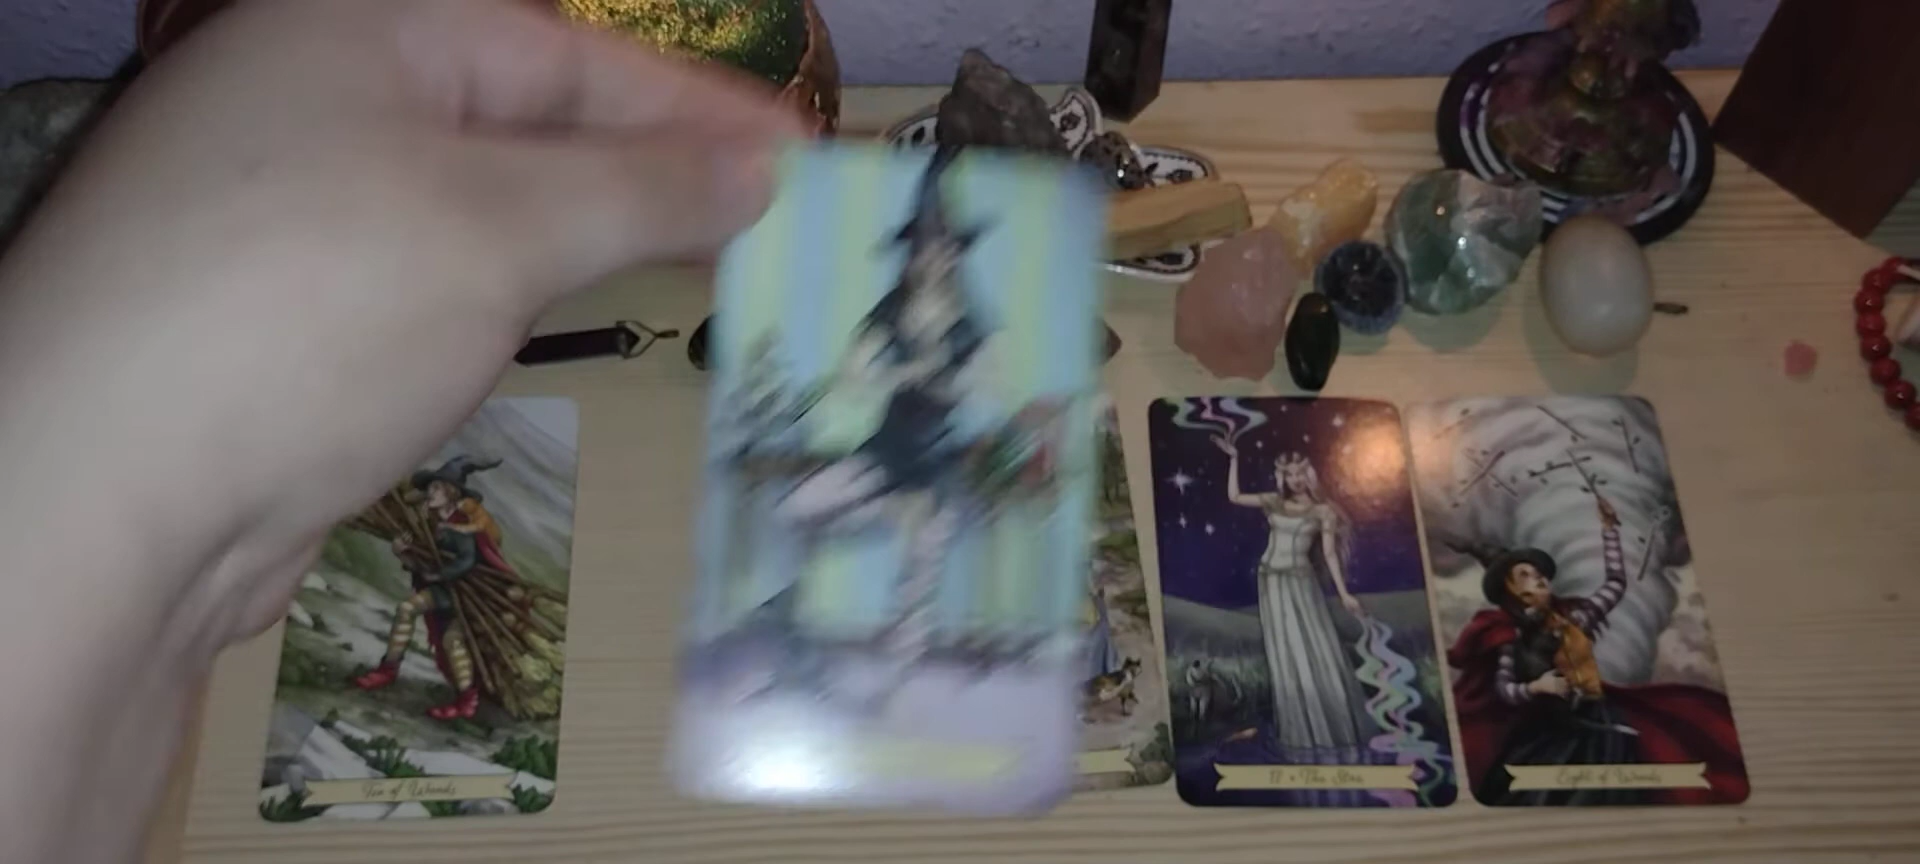 Ten of Wands
17 • The Star
Eight of Wands